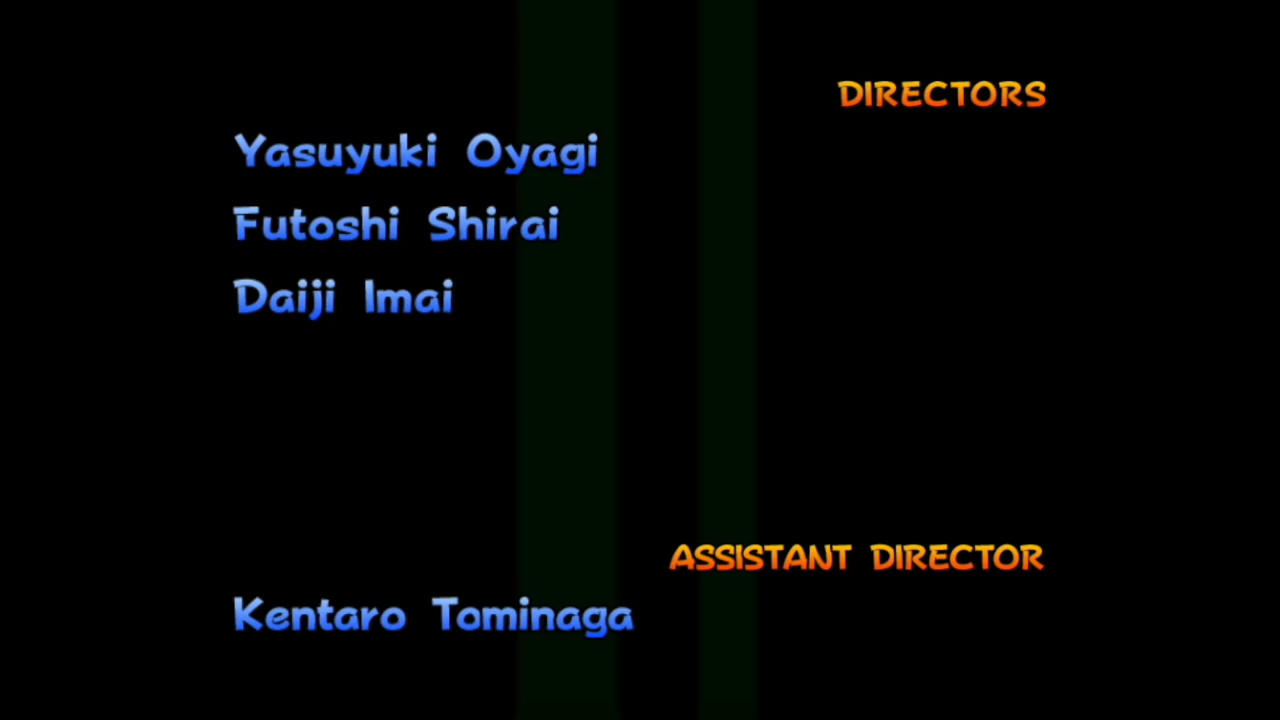 DIRECTORS
Yasuyuki Oyagi
Futoshi Shirai
Daiji Imai
ASSISTANT DIRECTOR
Kentaro Tominaga